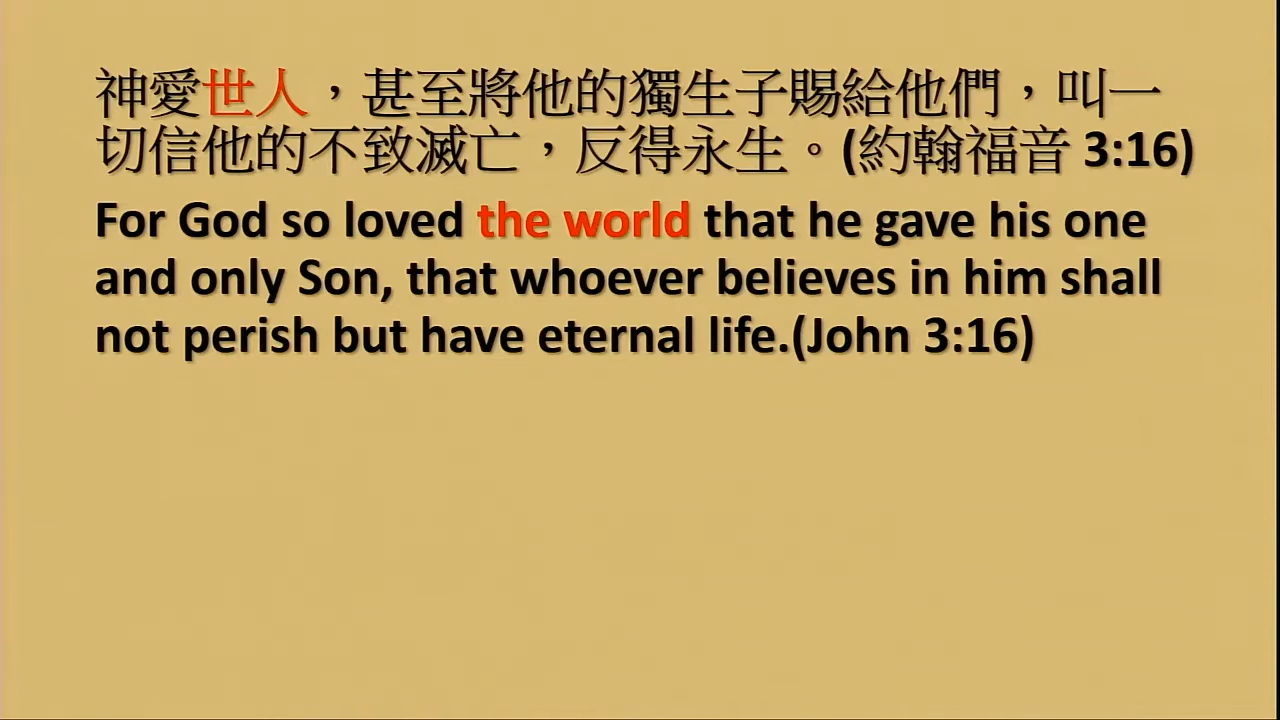 神愛世人，甚至將他的獨生子賜給他們，叫一
切信他的不致滅亡，反得永生。(約翰福音 3:16)
For God so loved the world that he gave his one
and only Son, that whoever believes in him shall
not perish but have eternal life.(John 3:16)